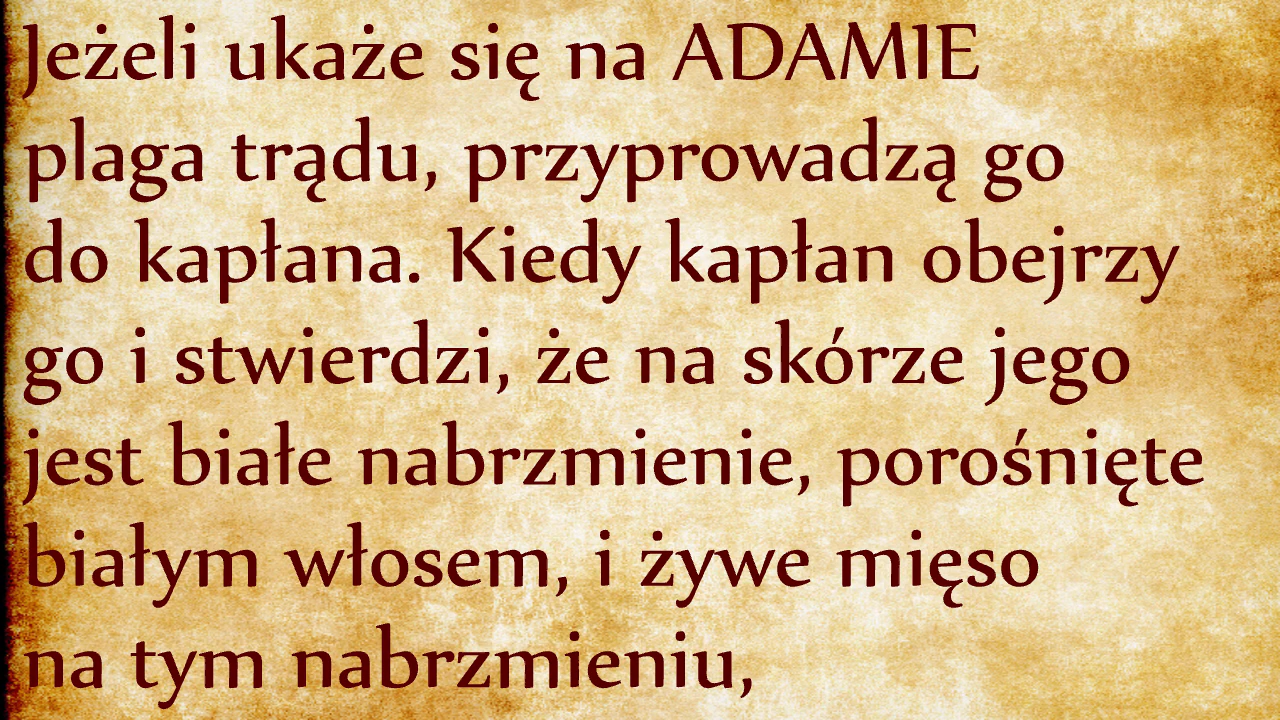 Jeżeli ukaże się na ADAMIE
plaga trądu, przyprowadzą go
do kapłana. Kiedy kapłan obejrzy
go i stwierdzi, że na skórze jego
jest białe nabrzmienie, porośnięte
białym włosem, i żywe mięso
na tym nabrzmieniu,